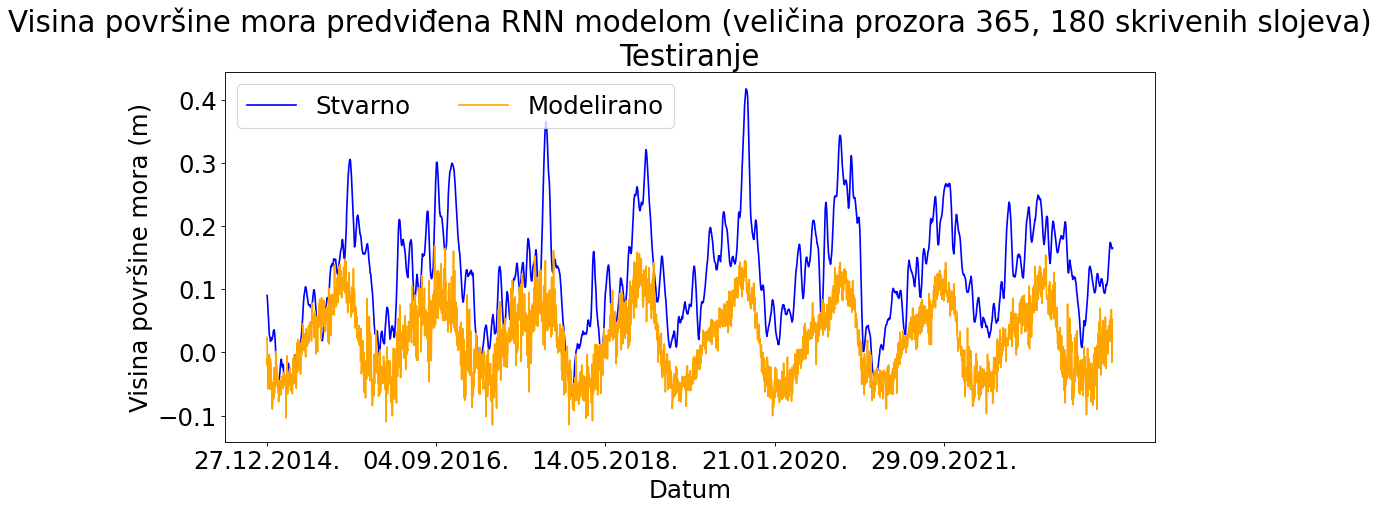 Visina površine mora predviđena RNN modelom (veličina prozora 365, 180 skrivenih slojeva)
Testiranje
Stvarno
Modelirano
Visina površine mora (m)
0.4
0.3
0.2
0.1
0.0
−0.1
27.12.2014.
04.09.2016.
14.05.2018.
21.01.2020.
29.09.2021.
Datum